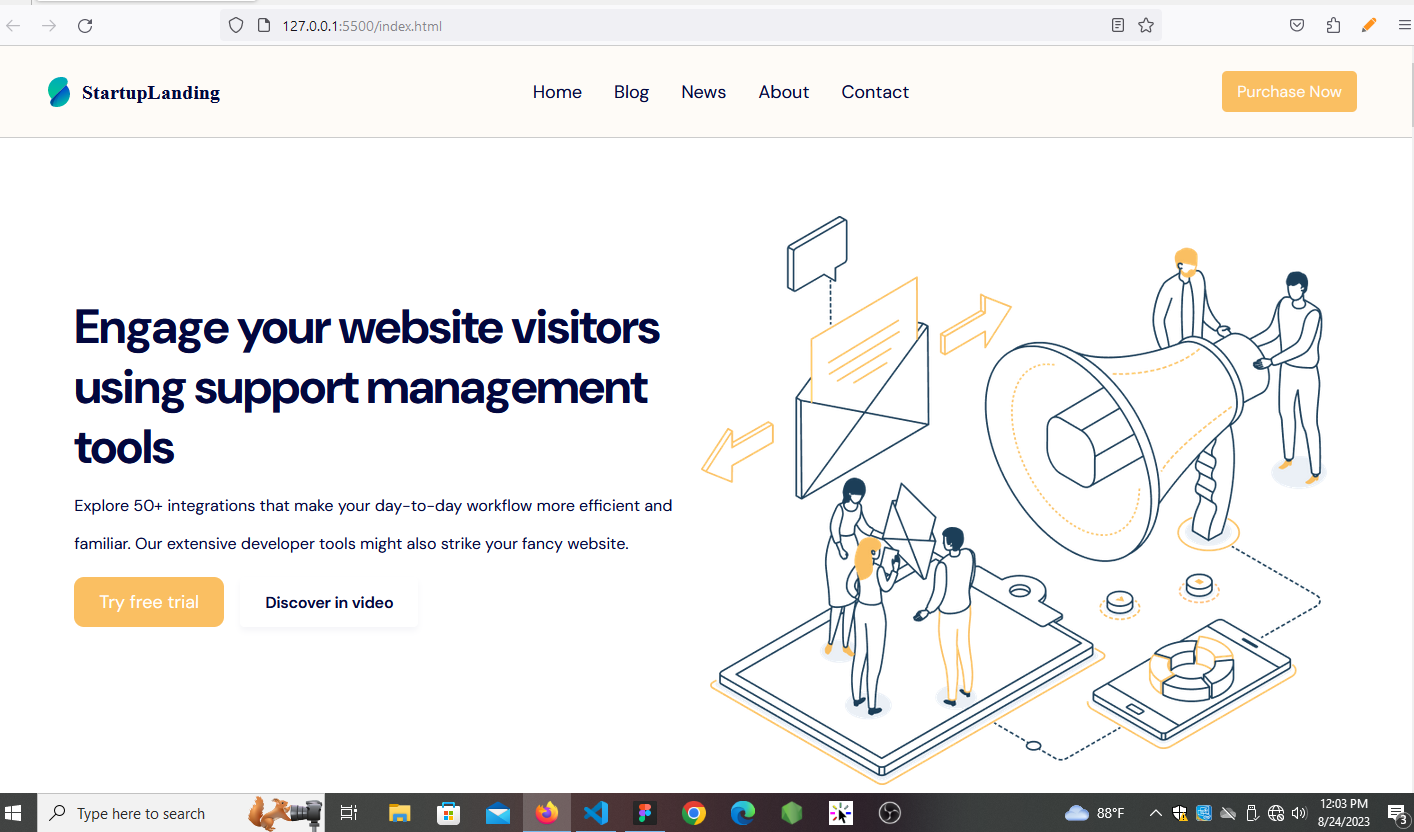 127.0.0.1:5500/index.html
StartupLanding
Home
Blog
News
About
Contact
Purchase Now
Engage your website visitors
using support management
tools
Explore 50+ integrations that make your day-to-day workflow more efficient and
familiar. Our extensive developer tools might also strike your fancy website.
Try free trial
Discover in video
Type here to search
88°F
12:03 PM
8/24/2023
3